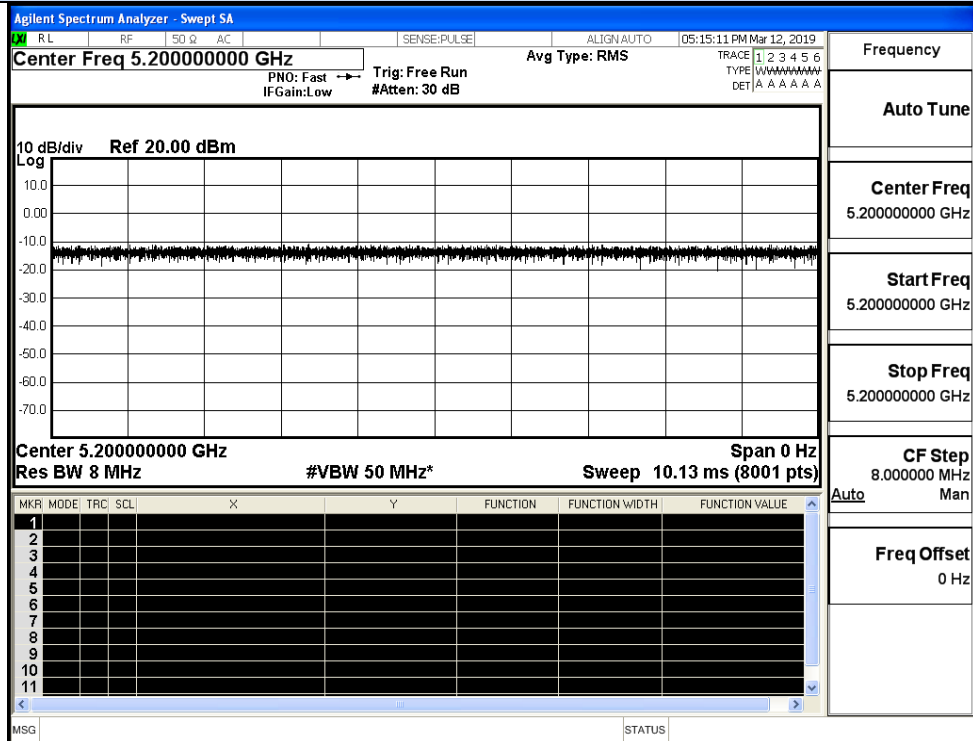 Agilent Spectrum Analyzer - Swept SA
LXI RL RF 50 Ω AC SENSE:PULSE ALIGN AUTO 05:15:11 PM Mar 12, 2019
Center Freq 5.200000000 GHz Avg Type: RMS TRACE 1 2 3 4 5 6
PNO: Fast Trig: Free Run TYPE WWWWWW
IFGain:Low #Atten: 30 dB DET A A A A A A
10 dB/div Ref 20.00 dBm
Log
10.0
0.00
-10.0
-20.0
-30.0
-40.0
-50.0
-60.0
-70.0
Center 5.200000000 GHz Span 0 Hz
Res BW 8 MHz #VBW 50 MHz* Sweep 10.13 ms (8001 pts)
MKR MODE TRC SCL X Y FUNCTION FUNCTION WIDTH FUNCTION VALUE
1
2
3
4
5
6
7
8
9
10
11
MSG STATUS
Frequency
Auto Tune
Center Freq
5.200000000 GHz
Start Freq
5.200000000 GHz
Stop Freq
5.200000000 GHz
CF Step
8.000000 MHz
Auto Man
Freq Offset
0 Hz